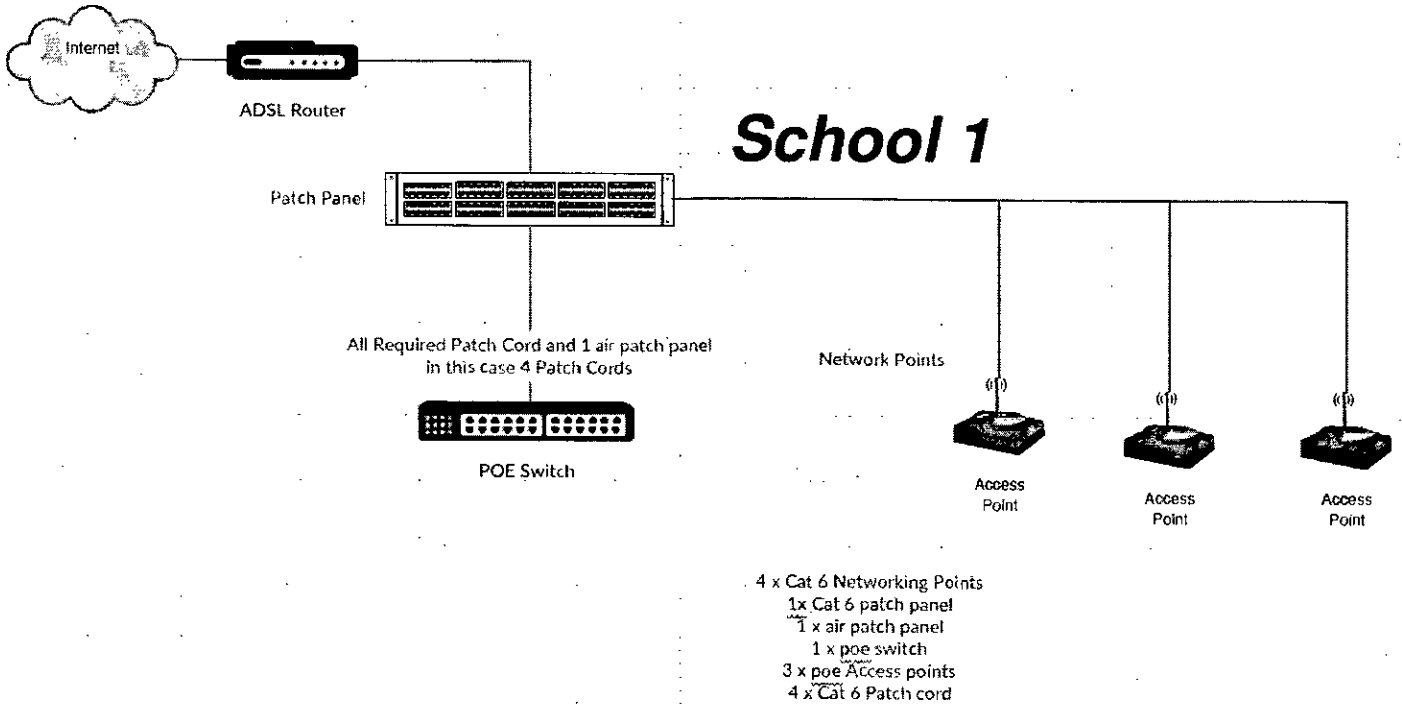 Internet
ADSL Router
School 1
Patch Panel
All Required Patch Cord and 1 air patch panel
in this case 4 Patch Cords
Network Points
POE Switch
Access
Point
Access
Point
Access
Point
4 x Cat 6 Networking Points
1x Cat 6 patch panel
1 x air patch panel
1 x poe switch
3 x poe Access points
4 x Cat 6 Patch cord